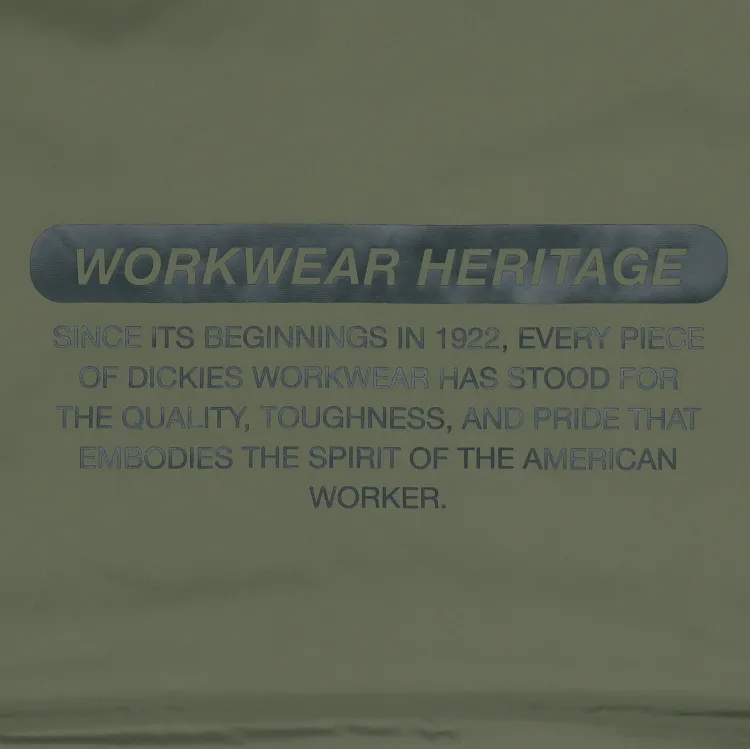 WORKWEAR HERITAGE
SINCE ITS BEGINNINGS IN 1922, EVERY PIECE
OF DICKIES WORKWEAR HAS STOOD FOR
THE QUALITY, TOUGHNESS, AND PRIDE THAT
EMBODIES THE SPIRIT OF THE AMERICAN
WORKER.